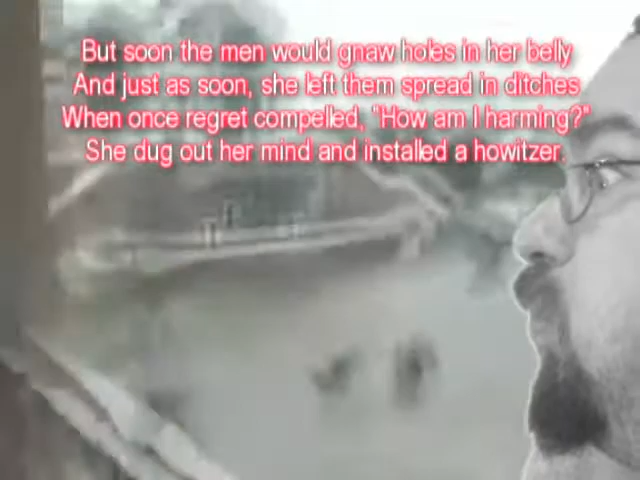 But soon the men would gnaw holes in her belly
And just as soon, she left them spread in ditches
When once regret compelled, "How am I harming?"
She dug out her mind and installed a howitzer.